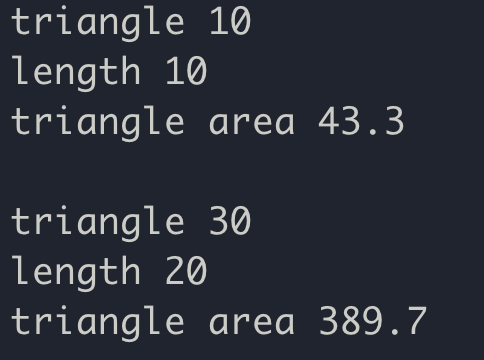 triangle 10
length 10
triangle area 43.3
triangle 30
length 20
triangle area 389.7